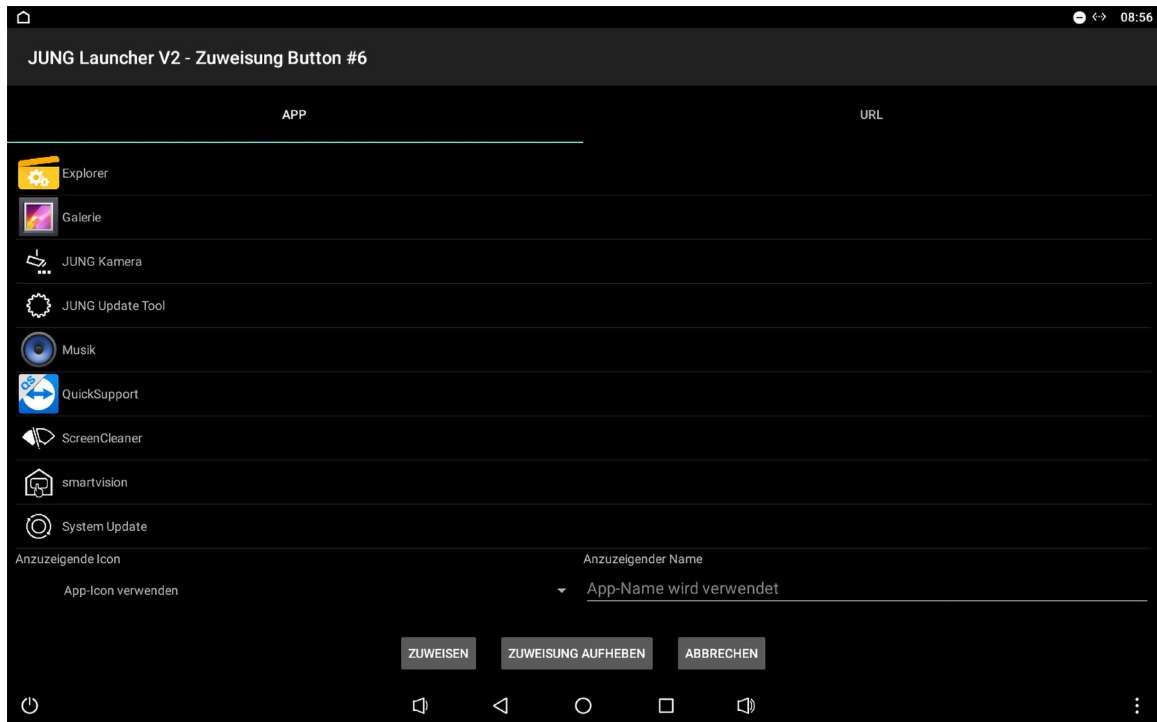 08:56
JUNG Launcher V2 - Zuweisung Button #6
APP
URL
Explorer
Galerie
JUNG Kamera
JUNG Update Tool
Musik
QS
QuickSupport
ScreenCleaner
smartvision
System Update
Anzuzeigende Icon
Anzuzeigender Name
App-Icon verwenden
App-Name wird verwendet
ZUWEISEN
ZUWEISUNG AUFHEBEN
ABBRECHEN